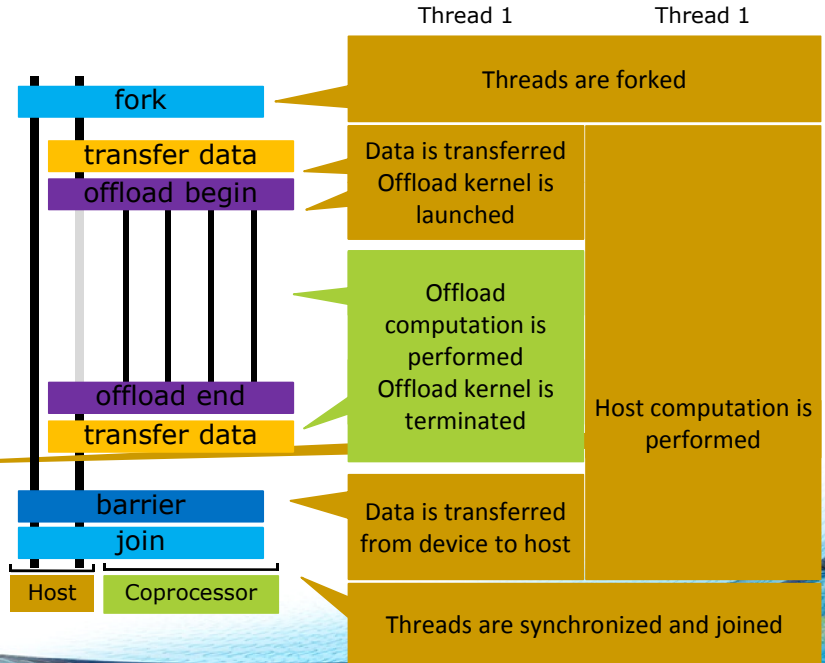 Thread 1
Thread 1
fork
transfer data
offload begin
offload end
transfer data
barrier
join
Host
Coprocessor
Threads are forked
Data is transferred
Offload kernel is
launched
Offload
computation is
performed
Offload kernel is
terminated
Host computation is
performed
Data is transferred
from device to host
Threads are synchronized and joined